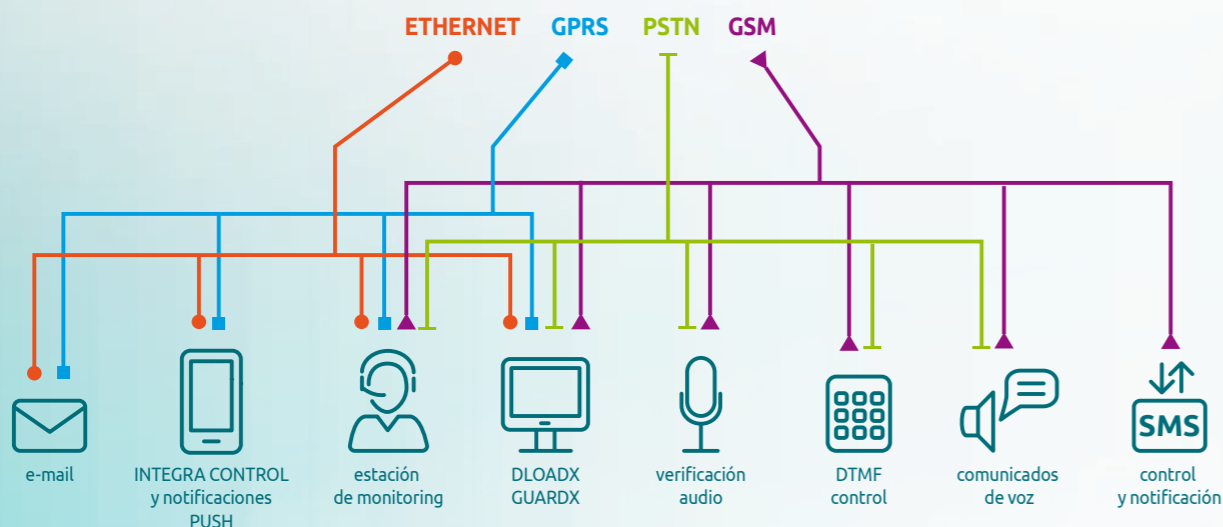 ETHERNET GPRS PSTN GSM
SMS
e-mail
INTEGRA CONTROL
y notificaciones
PUSH
estación
de monitoring
DLOADX
GUARDX
verificación
audio
DTMF
control
comunicados
de voz
control
y notificación